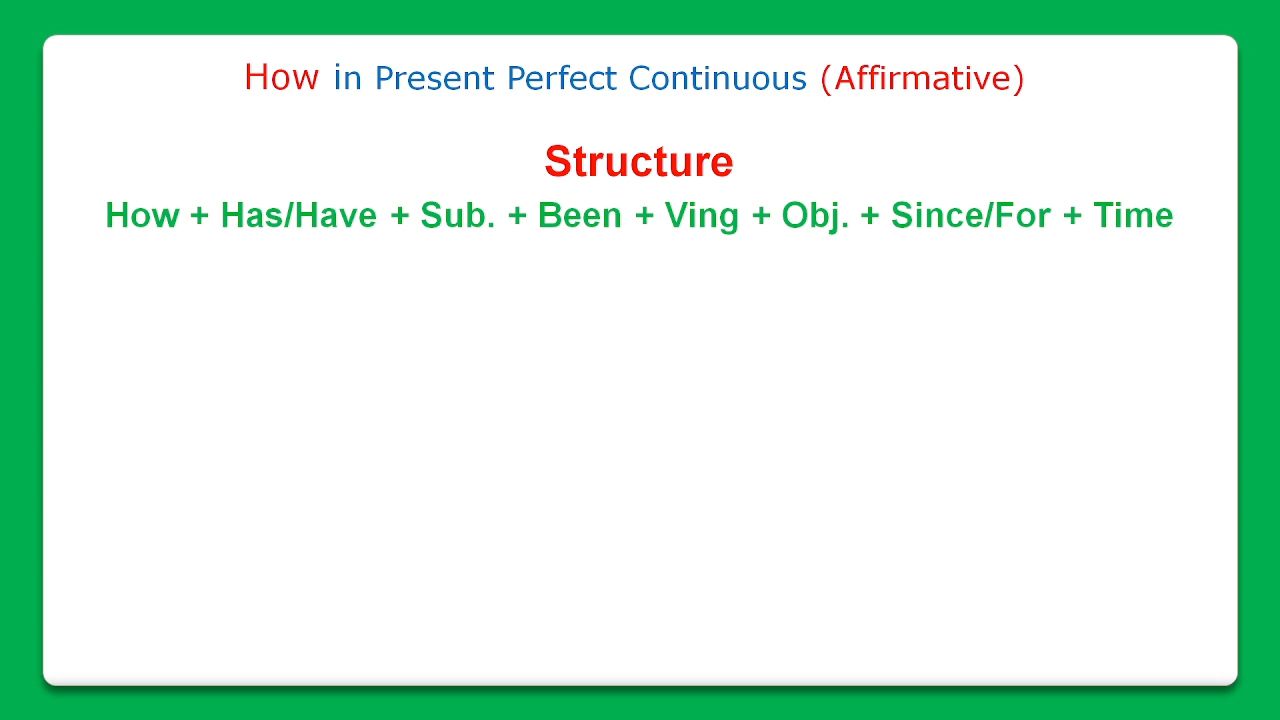 How in Present Perfect Continuous (Affirmative)
Structure
How + Has/Have + Sub. + Been + Ving + Obj. + Since/For + Time